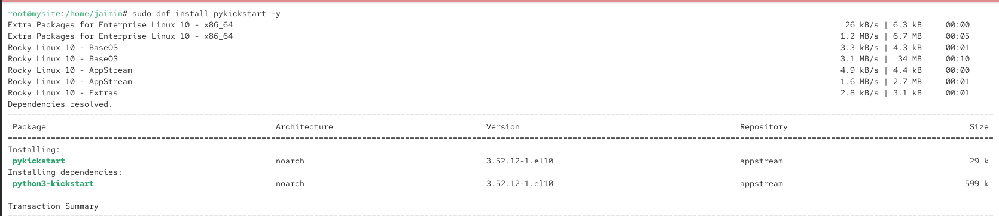 root@mysite:/home/jaimin# sudo dnf install pykickstart -y
Extra Packages for Enterprise Linux 10 - x86_64 26 kB/s | 6.3 kB 00:00
Extra Packages for Enterprise Linux 10 - x86_64 1.2 MB/s | 6.7 MB 00:05
Rocky Linux 10 - BaseOS 3.3 kB/s | 4.3 kB 00:01
Rocky Linux 10 - BaseOS 3.1 MB/s | 34 MB 00:10
Rocky Linux 10 - AppStream 4.9 kB/s | 4.4 kB 00:00
Rocky Linux 10 - AppStream 1.6 MB/s | 2.7 MB 00:01
Rocky Linux 10 - Extras 2.8 kB/s | 3.1 kB 00:01
Dependencies resolved.
Package Architecture Version Repository Size
Installing:
pykickstart noarch 3.52.12-1.el10 appstream 29 k
Installing dependencies:
python3-kickstart noarch 3.52.12-1.el10 appstream 599 k
Transaction Summary